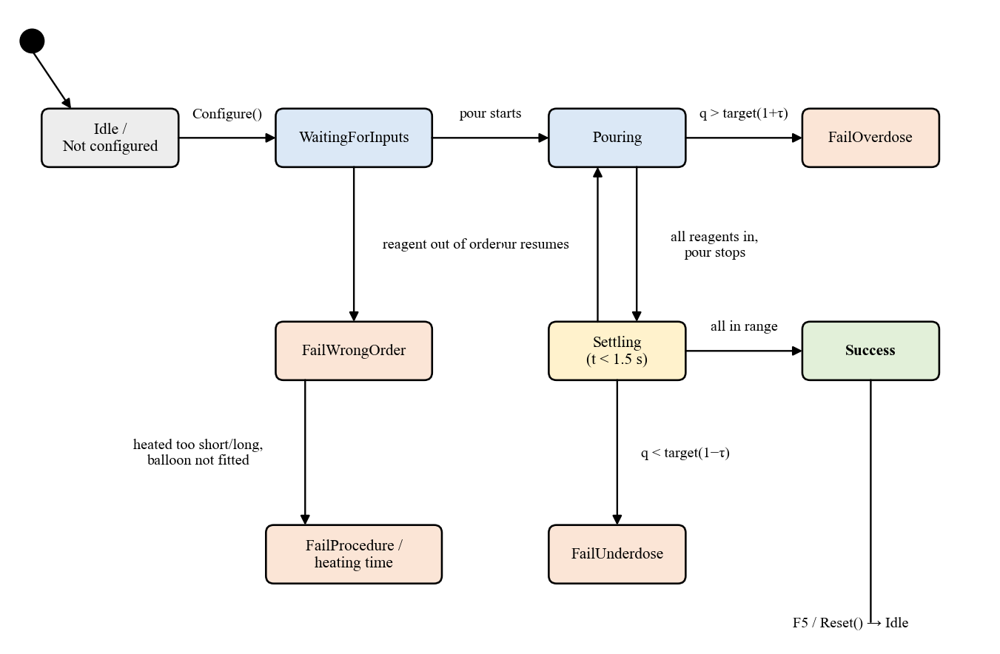 Idle /
Not configured
Configure()
WaitingForInputs
pour starts
Pouring
q > target(1+τ)
FailOverdose
reagent out of order
resumes
all reagents in,
pour stops
FailWrongOrder
Settling
(t < 1.5 s)
all in range
Success
heated too short/long,
balloon not fitted
q < target(1−τ)
FailProcedure /
heating time
FailUnderdose
F5 / Reset() → Idle